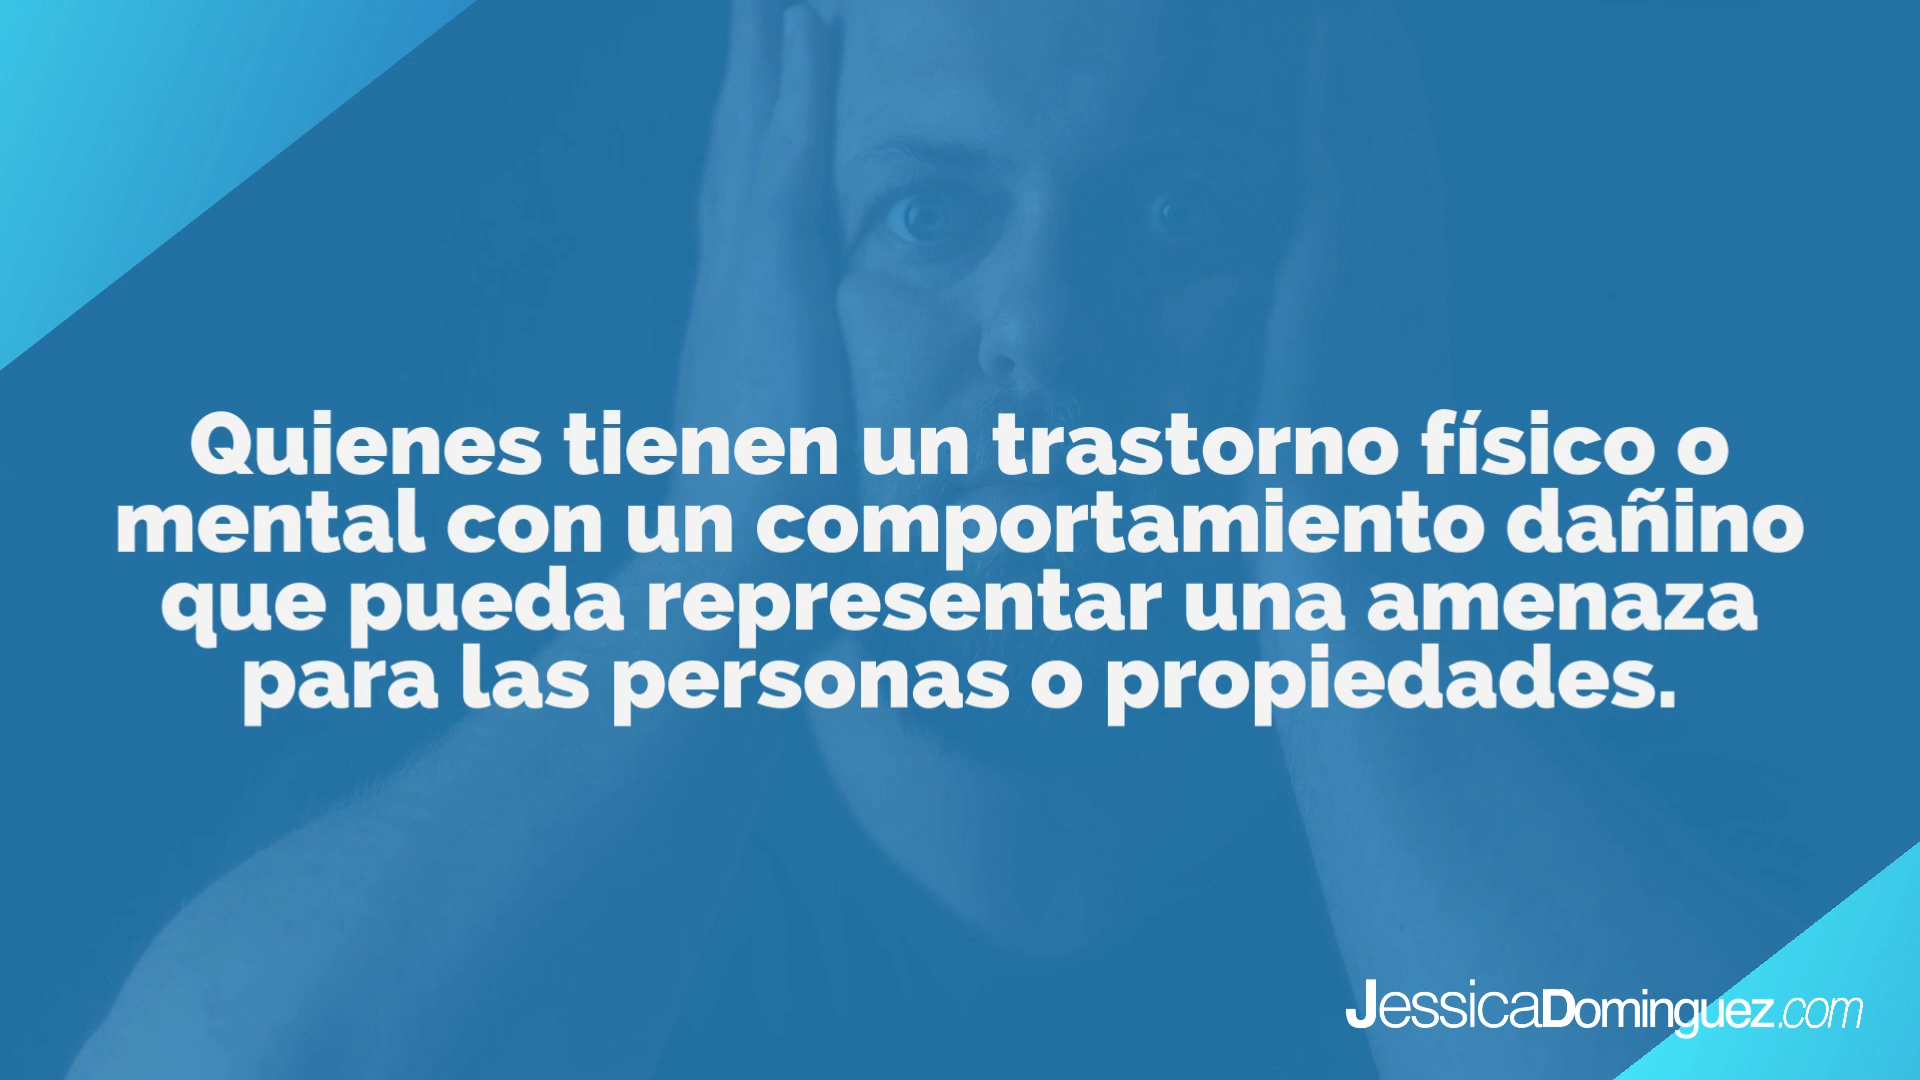 Quienes tienen un trastorno físico o
mental con un comportamiento dañino
que pueda representar una amenaza
para las personas o propiedades.
JessicaDominguez.com